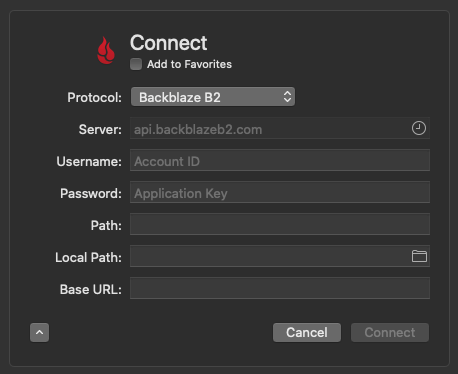 Connect
Add to Favorites
Protocol: Backblaze B2
Server: api.backblazeb2.com
Username: Account ID
Password: Application Key
Path:
Local Path:
Base URL:
Cancel Connect